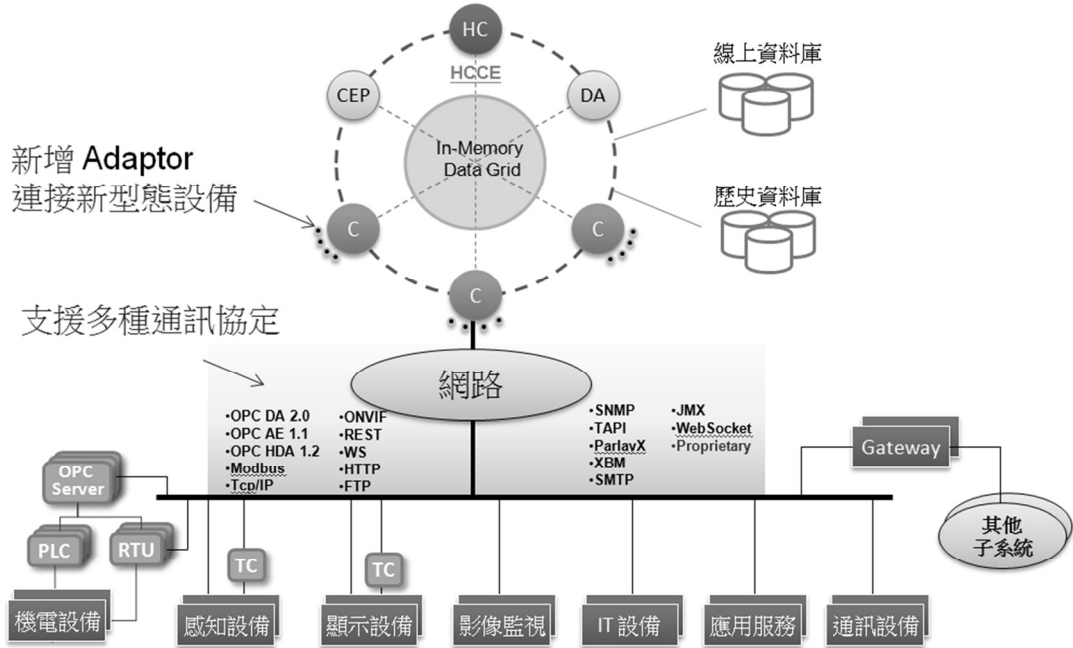 HC
HCCE
CEP
DA
In-Memory
Data Grid
C
C
C
線上資料庫
歷史資料庫
新增 Adaptor
連接新型態設備
支援多種通訊協定
網路
•OPC DA 2.0
•OPC AE 1.1
•OPC HDA 1.2
•Modbus
•Tcp/IP
•ONVIF
•REST
•WS
•HTTP
•FTP
•SNMP
•TAPI
•ParlavX
•XBM
•SMTP
•JMX
•WebSocket
•Proprietary
Gateway
其他
子系統
OPC
Server
PLC
RTU
TC
TC
機電設備
感知設備
顯示設備
影像監視
IT 設備
應用服務
通訊設備